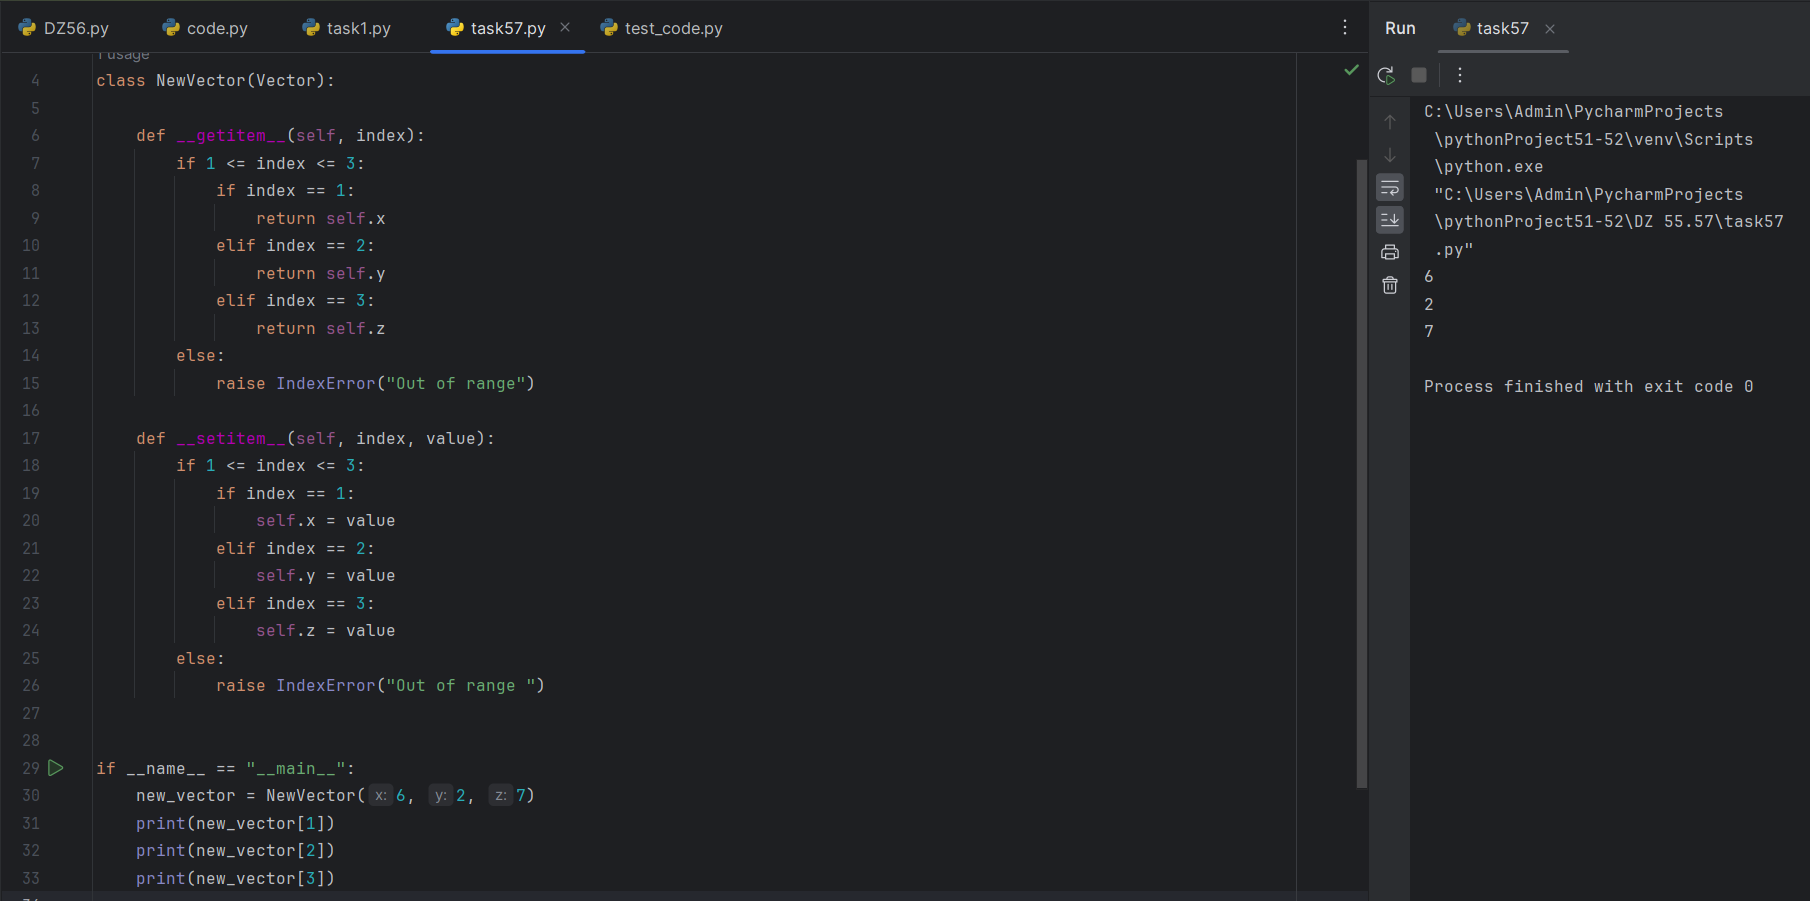 DZ56.py code.py task1.py task57.py test_code.py
usage
4 class NewVector(Vector):
5
6 def __getitem__(self, index):
7 if 1 <= index <= 3:
8 if index == 1:
9 return self.x
10 elif index == 2:
11 return self.y
12 elif index == 3:
13 return self.z
14 else:
15 raise IndexError("Out of range")
16
17 def __setitem__(self, index, value):
18 if 1 <= index <= 3:
19 if index == 1:
20 self.x = value
21 elif index == 2:
22 self.y = value
23 elif index == 3:
24 self.z = value
25 else:
26 raise IndexError("Out of range ")
27
28
29 if __name__ == "__main__":
30 new_vector = NewVector( x: 6, y: 2, z: 7)
31 print(new_vector[1])
32 print(new_vector[2])
33 print(new_vector[3])
Run task57
C:\Users\Admin\PycharmProjects
\pythonProject51-52\venv\Scripts
\python.exe
"C:\Users\Admin\PycharmProjects
\pythonProject51-52\DZ 55.57\task57
.py"
6
2
7
Process finished with exit code 0